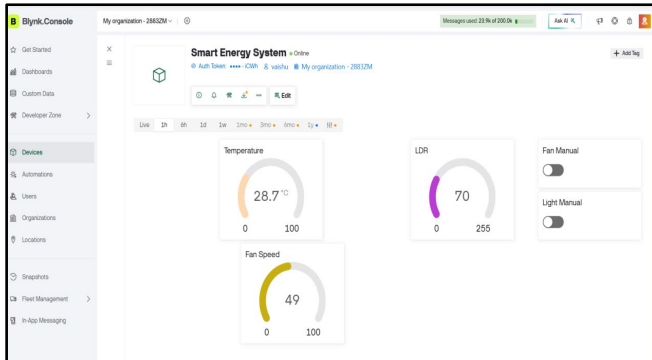 B Blynk.Console
My organization - 2883ZM
Messages used: 23.9k of 200.0k
Ask AI
Get Started
Dashboards
Custom Data
Developer Zone
Devices
Automations
Users
Organizations
Locations
Snapshots
Fleet Management
In-App Messaging
Smart Energy System Online
Auth Token: •••• - iCWh vaishu My organization - 2883ZM
+ Add Tag
Edit
Live 1h 6h 1d 1w 1mo 3mo 6mo 1y
Temperature
28.7 °C
0 100
LDR
70
0 255
Fan Manual
Light Manual
Fan Speed
49
0 100